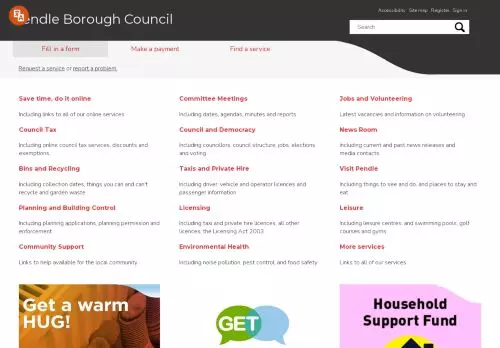 endle Borough Council
Accessibility Site map Register Sign in
Search
Fill in a form
Make a payment
Find a service
Request a service or report a problem.
Save time, do it online
Including links to all of our online services
Committee Meetings
Including dates, agendas, minutes and reports
Jobs and Volunteering
Latest vacancies and information on volunteering
Council Tax
Including online council tax services, discounts and
exemptions
Council and Democracy
Including councillors, council structure, jobs, elections
and voting
News Room
Including current and past news releases and
media contacts
Bins and Recycling
Including collection dates, things you can and can't
recycle and garden waste
Taxis and Private Hire
Including driver, vehicle and operator licences and
passenger information
Visit Pendle
Including things to see and do, and places to stay and
eat
Planning and Building Control
Including planning applications, planning permission and
enforcement
Licensing
Including taxi and private hire licences, all other
licences, the Licensing Act 2003
Leisure
Including leisure centres, and swimming pools, golf
courses and gyms
Community Support
Links to help available for the local community
Environmental Health
Including noise pollution, pest control, and food safety
More services
Links to all of our services
Get a warm
HUG!
GET
Household
Support Fund